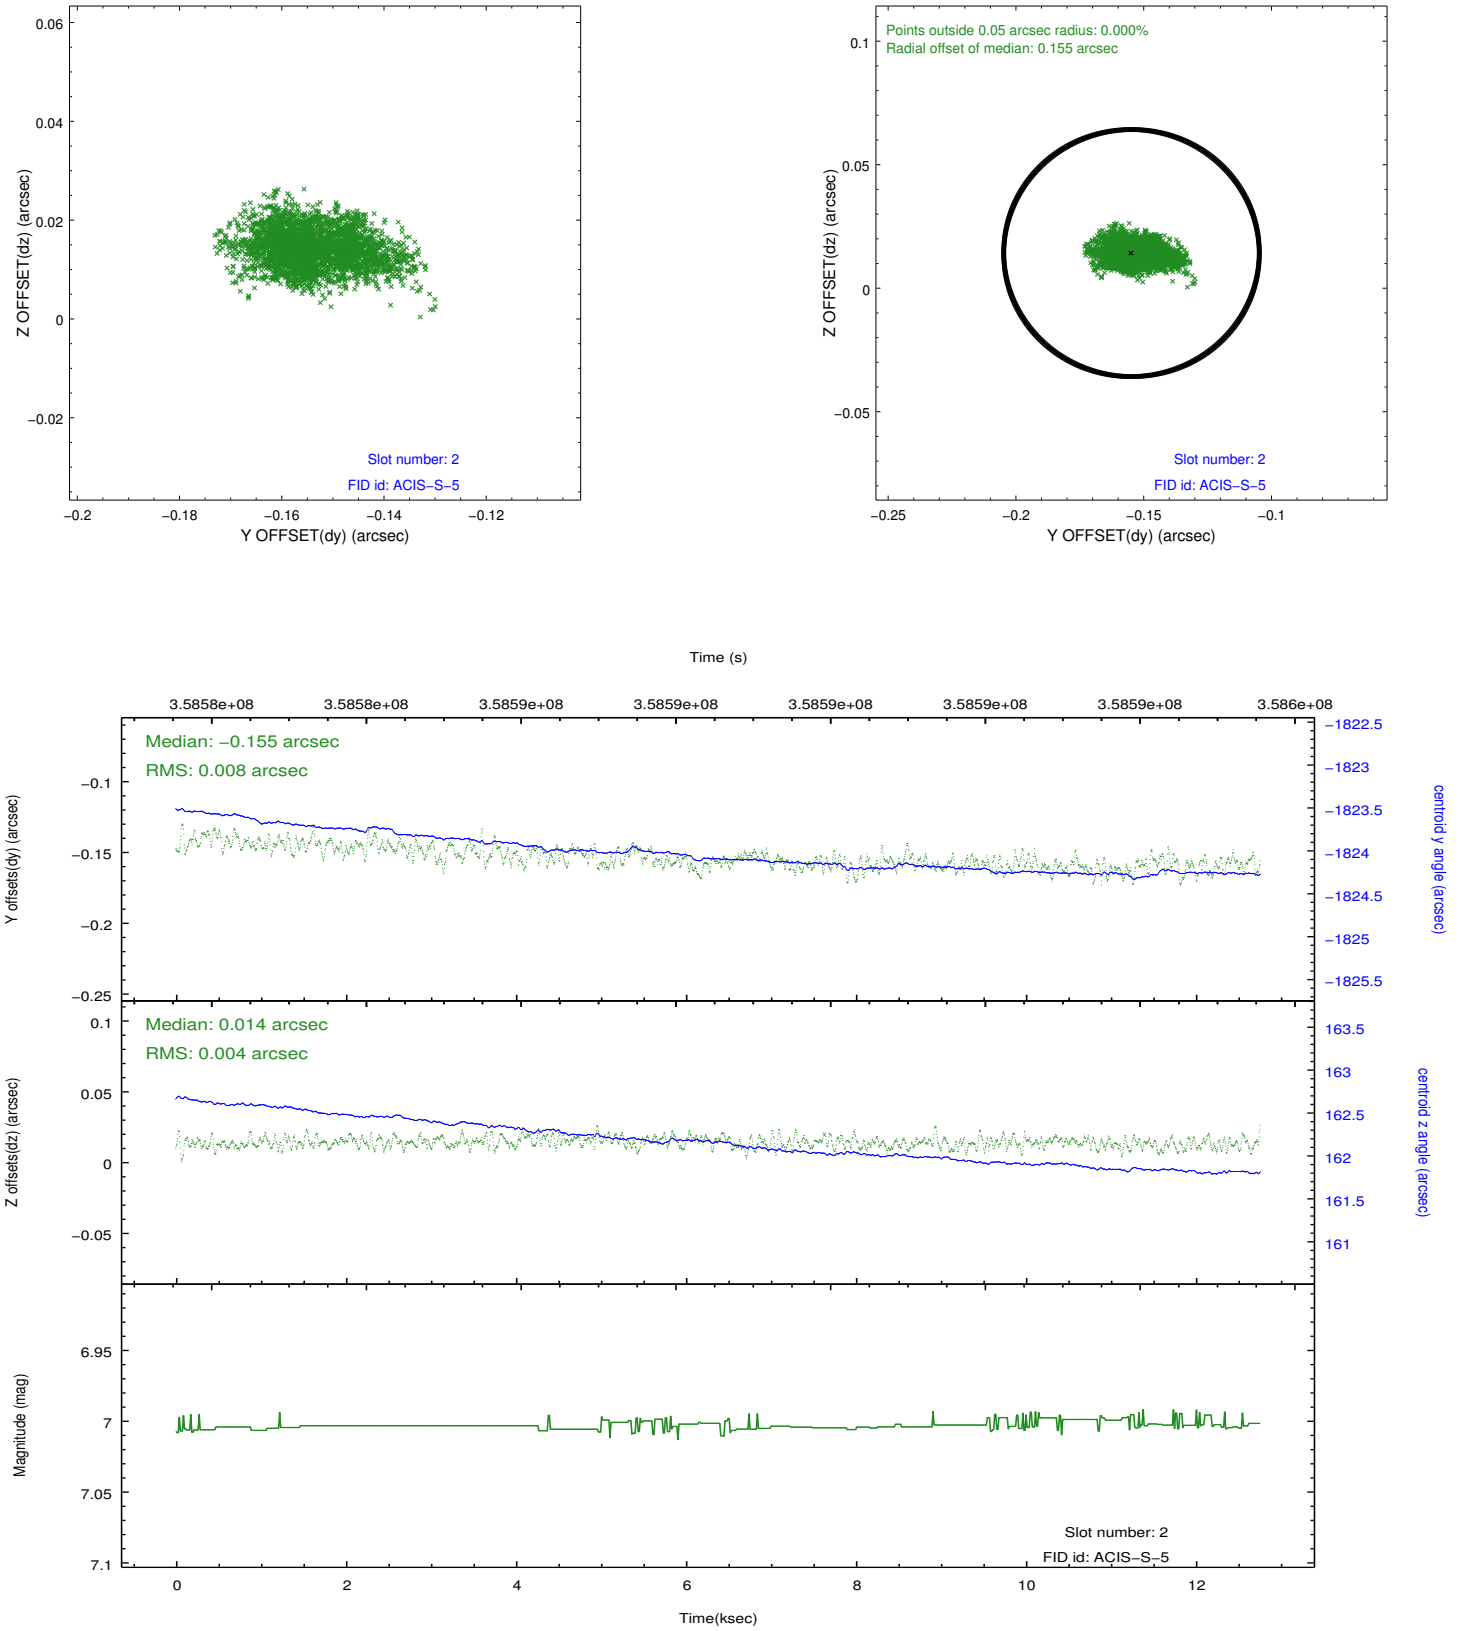 0.06
0.04
0.02
0
−0.02
Z OFFSET(dz) (arcsec)
Slot number: 2
FID id: ACIS−S−5
−0.2 −0.18 −0.16 −0.14 −0.12
Y OFFSET(dy) (arcsec)
Points outside 0.05 arcsec radius: 0.000%
Radial offset of median: 0.155 arcsec
0.1
0.05
0
−0.05
Z OFFSET(dz) (arcsec)
Slot number: 2
FID id: ACIS−S−5
−0.25 −0.2 −0.15 −0.1
Y OFFSET(dy) (arcsec)
Time (s)
3.5858e+08 3.5858e+08 3.5859e+08 3.5859e+08 3.5859e+08 3.5859e+08 3.5859e+08 3.586e+08
Median: −0.155 arcsec
RMS: 0.008 arcsec
−0.1
−0.15
−0.2
−0.25
Y offsets(dy) (arcsec)
−1822.5
−1823
−1823.5
−1824
−1824.5
−1825
−1825.5
centroid y angle (arcsec)
Median: 0.014 arcsec
RMS: 0.004 arcsec
0.1
0.05
0
−0.05
Z offsets(dz) (arcsec)
163.5
163
162.5
162
161.5
161
centroid z angle (arcsec)
6.95
7
7.05
7.1
Magnitude (mag)
Slot number: 2
FID id: ACIS−S−5
0 2 4 6 8 10 12
Time(ksec)